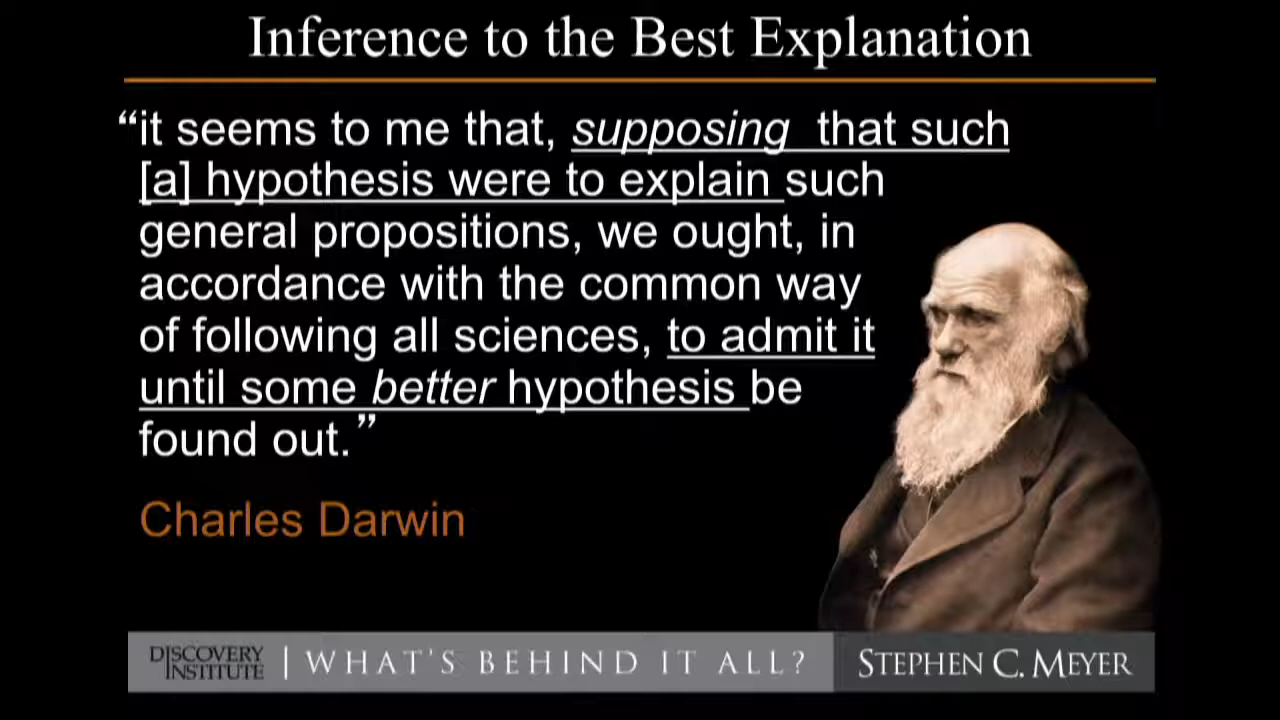 Inference to the Best Explanation
“it seems to me that, supposing that such
[a] hypothesis were to explain such
general propositions, we ought, in
accordance with the common way
of following all sciences, to admit it
until some better hypothesis be
found out.”
Charles Darwin
DISCOVERY
INSTITUTE
WHAT'S BEHIND IT ALL?
STEPHEN C. MEYER